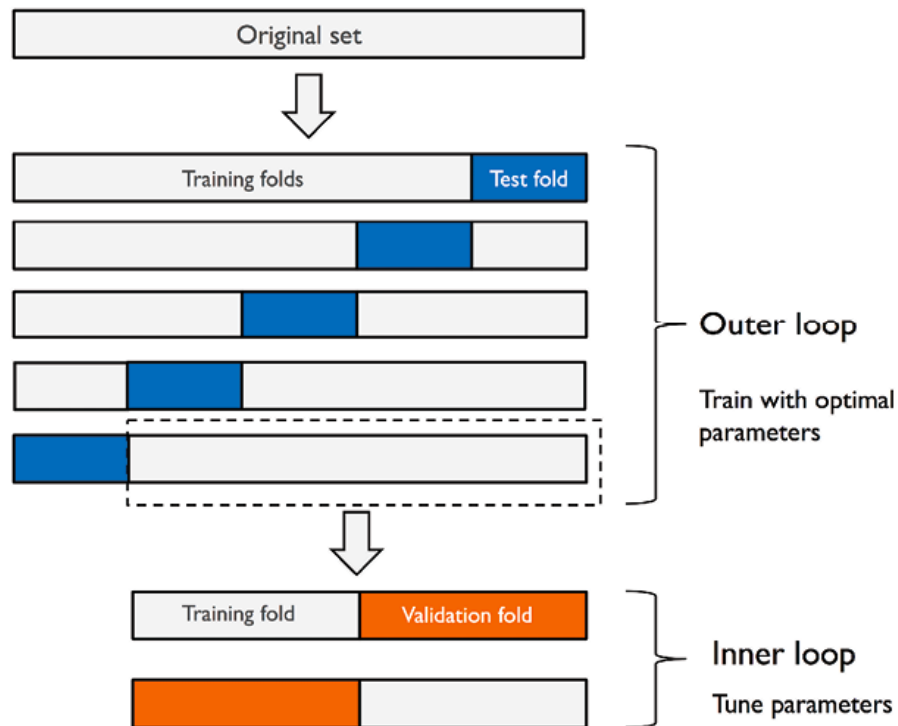 Original set
Training folds
Test fold
Outer loop
Train with optimal
parameters
Training fold
Validation fold
Inner loop
Tune parameters